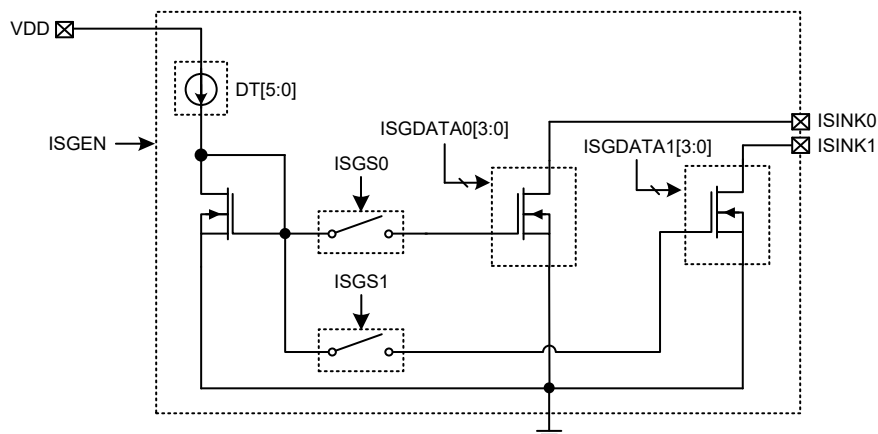 VDD
DT[5:0]
ISGDATA0[3:0]
ISINK0
ISGEN
ISGDATA1[3:0]
ISINK1
ISGS0
ISGS1